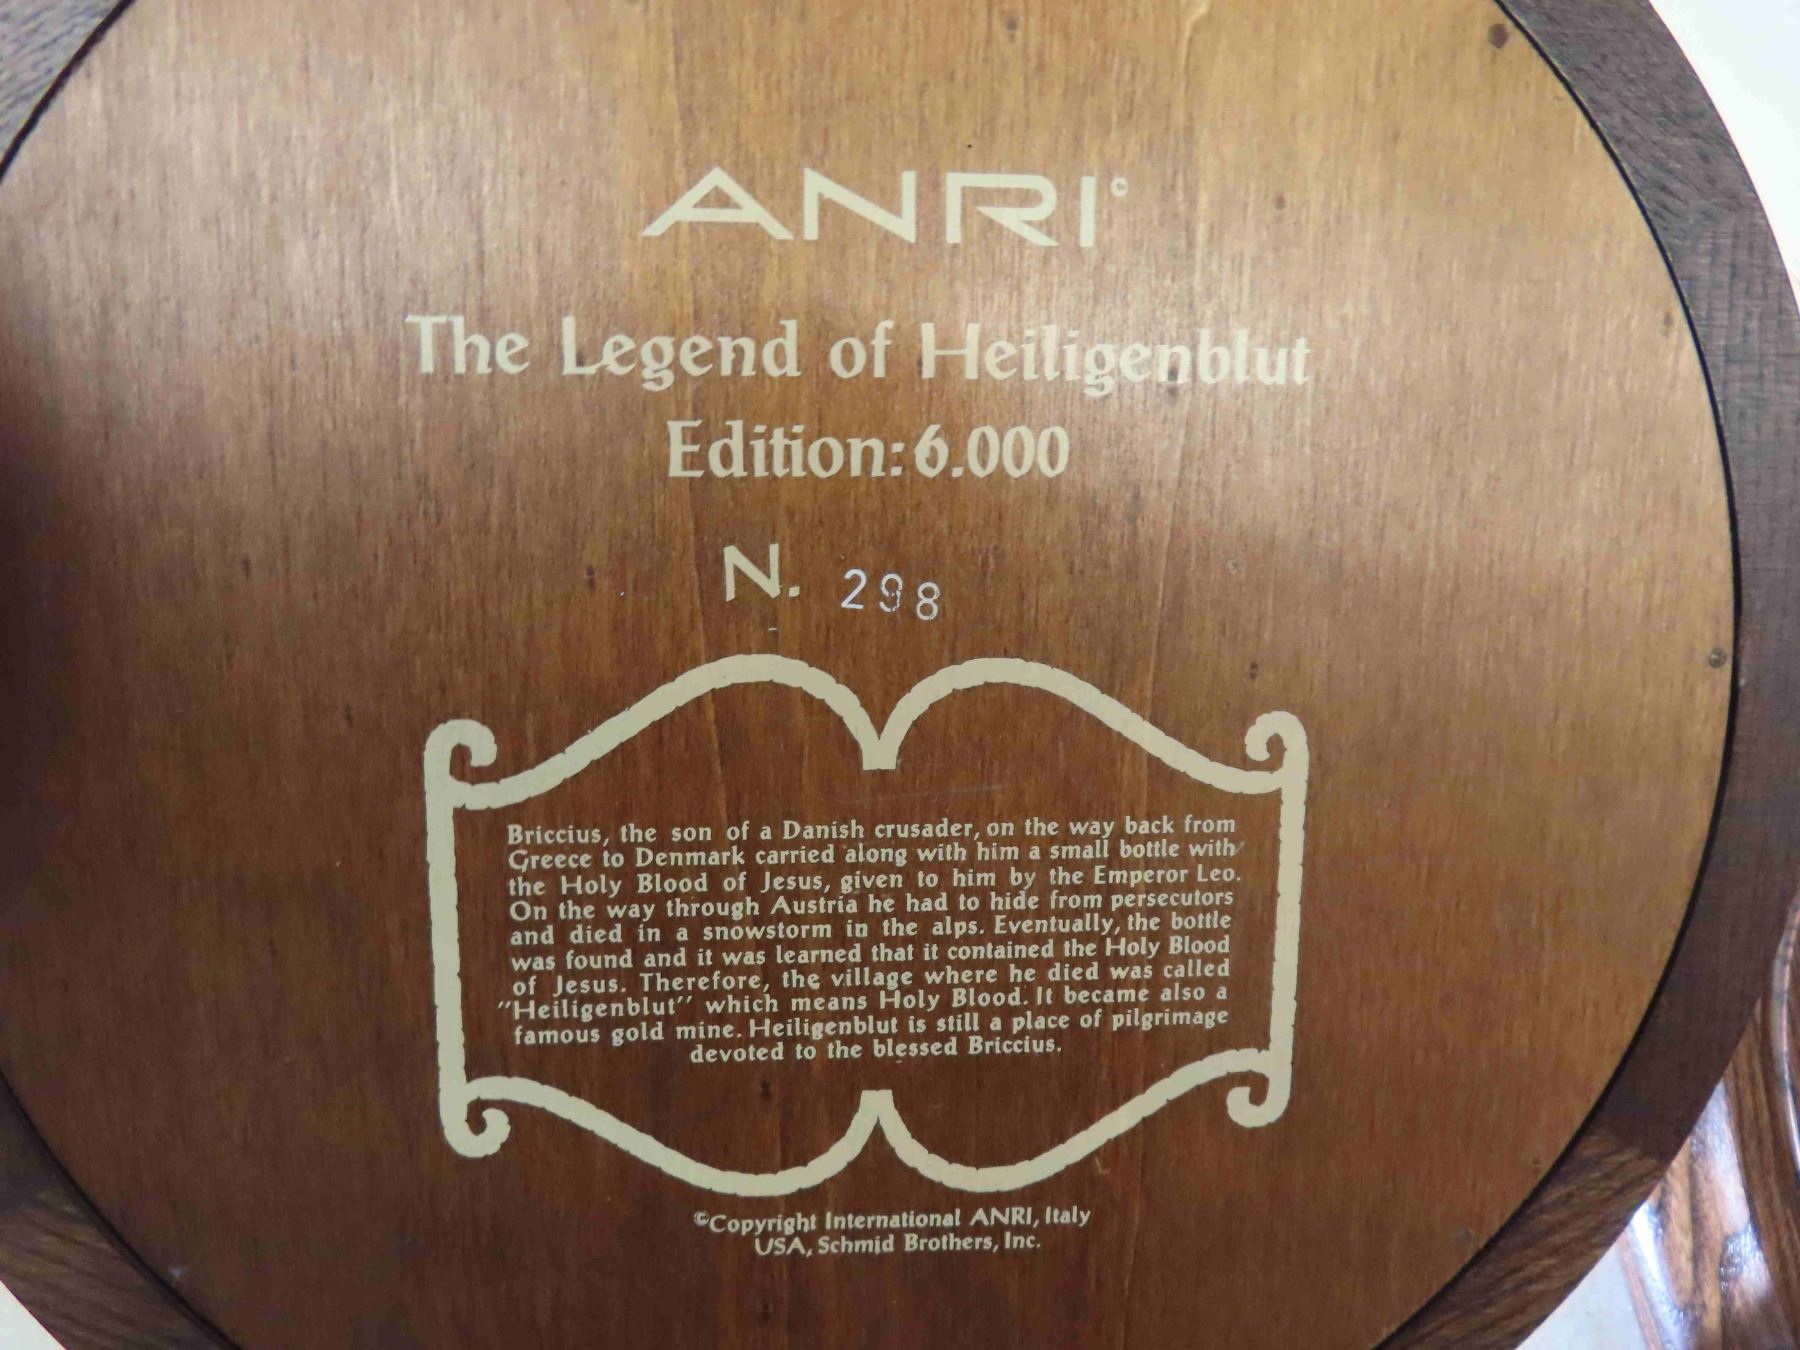 ANRI®
The Legend of Heiligenblut
Edition: 6.000
N. 298
Briccius, the son of a Danish crusader, on the way back from
Greece to Denmark carried along with him a small bottle with
the Holy Blood of Jesus, given to him by the Emperor Leo.
On the way through Austria he had to hide from persecutors
and died in a snowstorm in the alps. Eventually, the bottle
was found and it was learned that it contained the Holy Blood
of Jesus. Therefore, the village where he died was called
"Heiligenblut" which means Holy Blood. It became also a
famous gold mine. Heiligenblut is still a place of pilgrimage
devoted to the blessed Briccius.
©Copyright International ANRI, Italy
USA, Schmid Brothers, Inc.